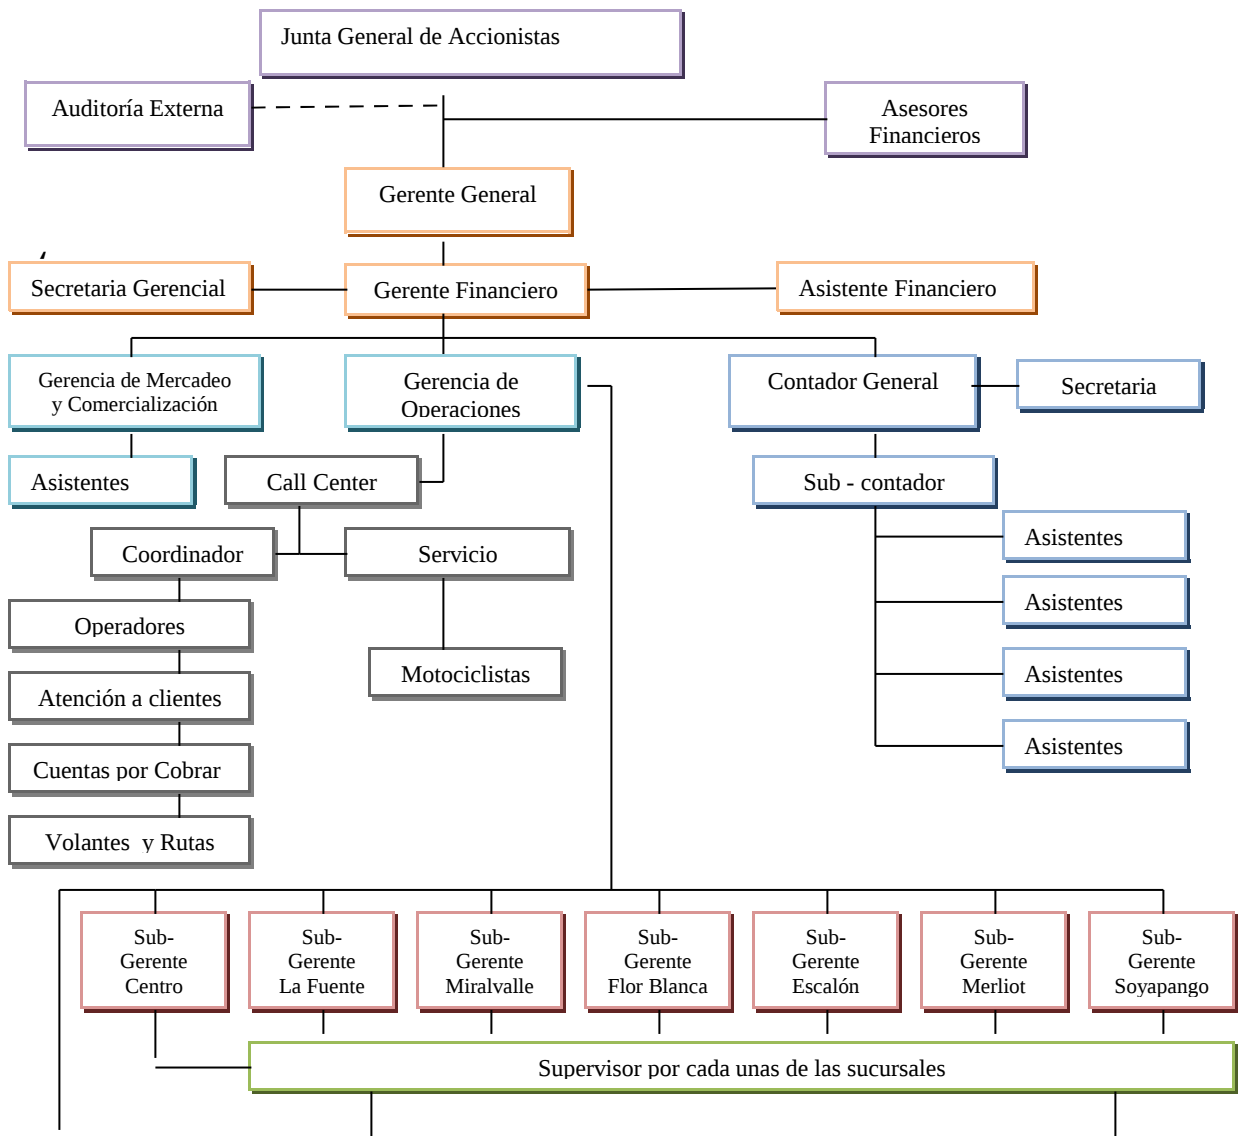 Junta General de Accionistas
Auditoría Externa
Asesores
Financieros
Gerente General
Secretaria Gerencial
Gerente Financiero
Asistente Financiero
Gerencia de Mercadeo
y Comercialización
Gerencia de
Operaciones
Contador General
Secretaria
Asistentes
Call Center
Sub - contador
Coordinador
Servicio
Asistentes
Operadores
Asistentes
Atención a clientes
Motociclistas
Asistentes
Cuentas por Cobrar
Asistentes
Volantes y Rutas
Sub-
Gerente
Centro
Sub-
Gerente
La Fuente
Sub-
Gerente
Miralvalle
Sub-
Gerente
Flor Blanca
Sub-
Gerente
Escalón
Sub-
Gerente
Merliot
Sub-
Gerente
Soyapango
Supervisor por cada unas de las sucursales